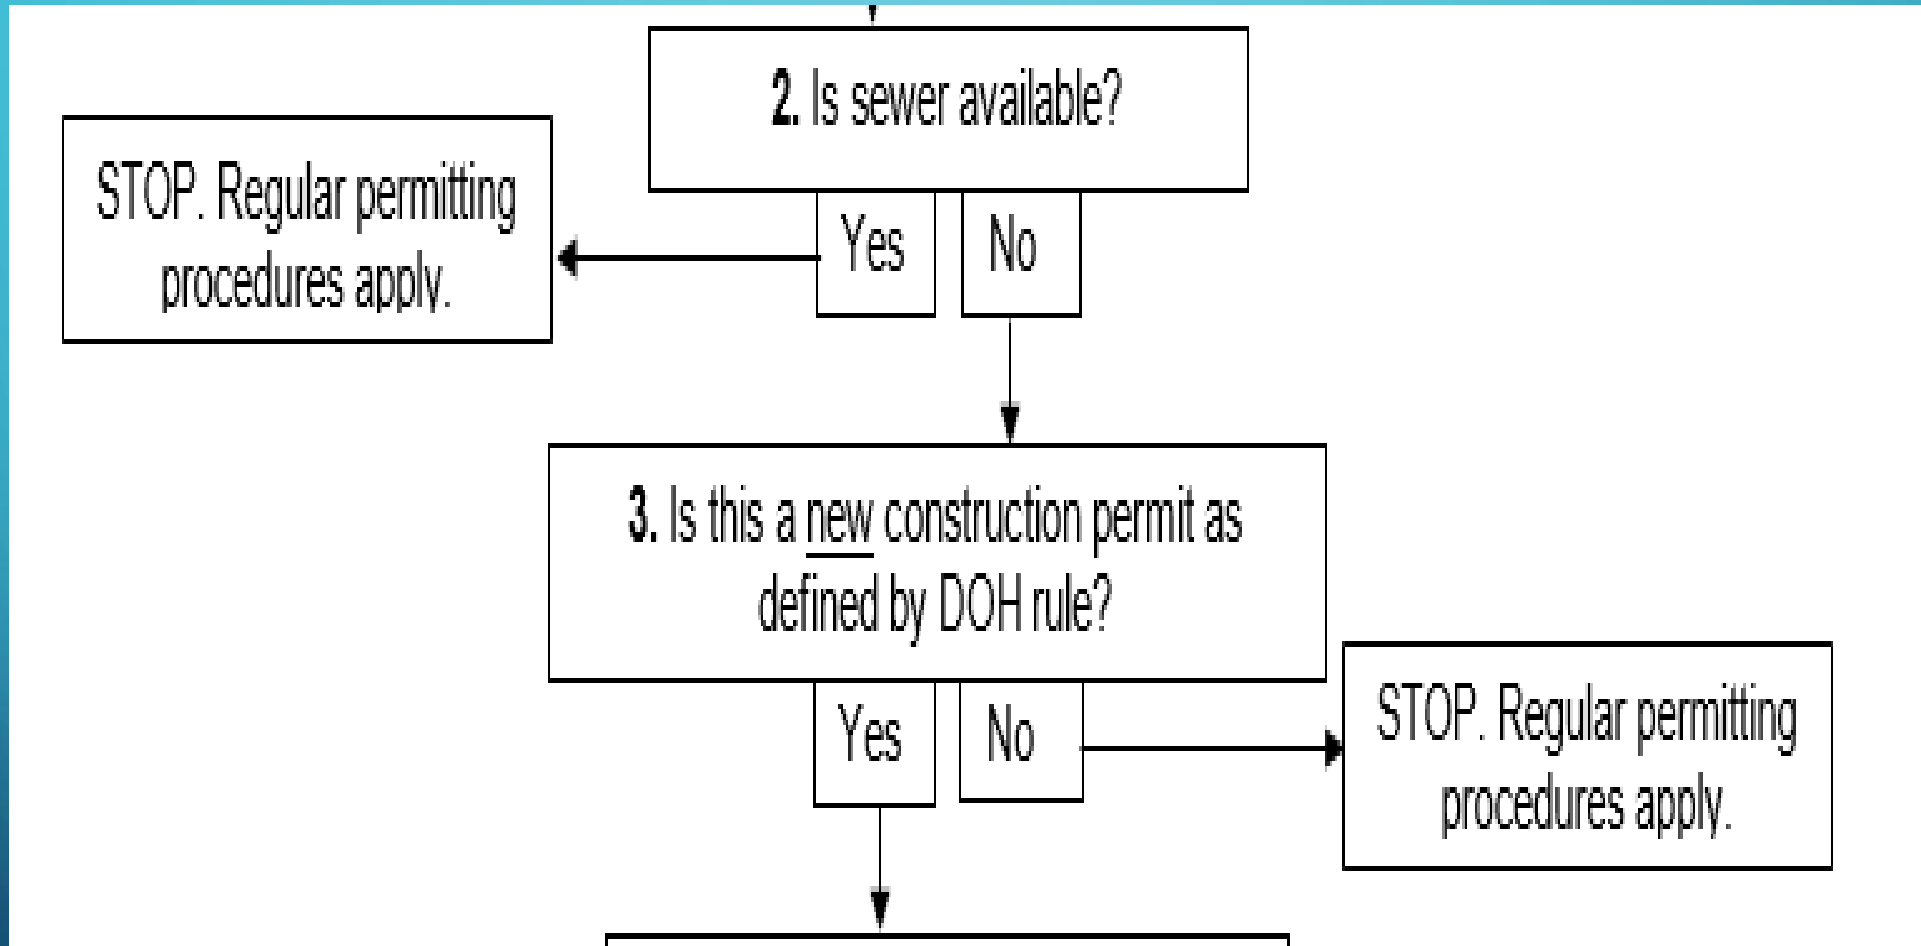 2. Is sewer available?
STOP. Regular permitting
procedures apply.
Yes
No
3. Is this a new construction permit as
defined by DOH rule?
Yes
No
STOP. Regular permitting
procedures apply.